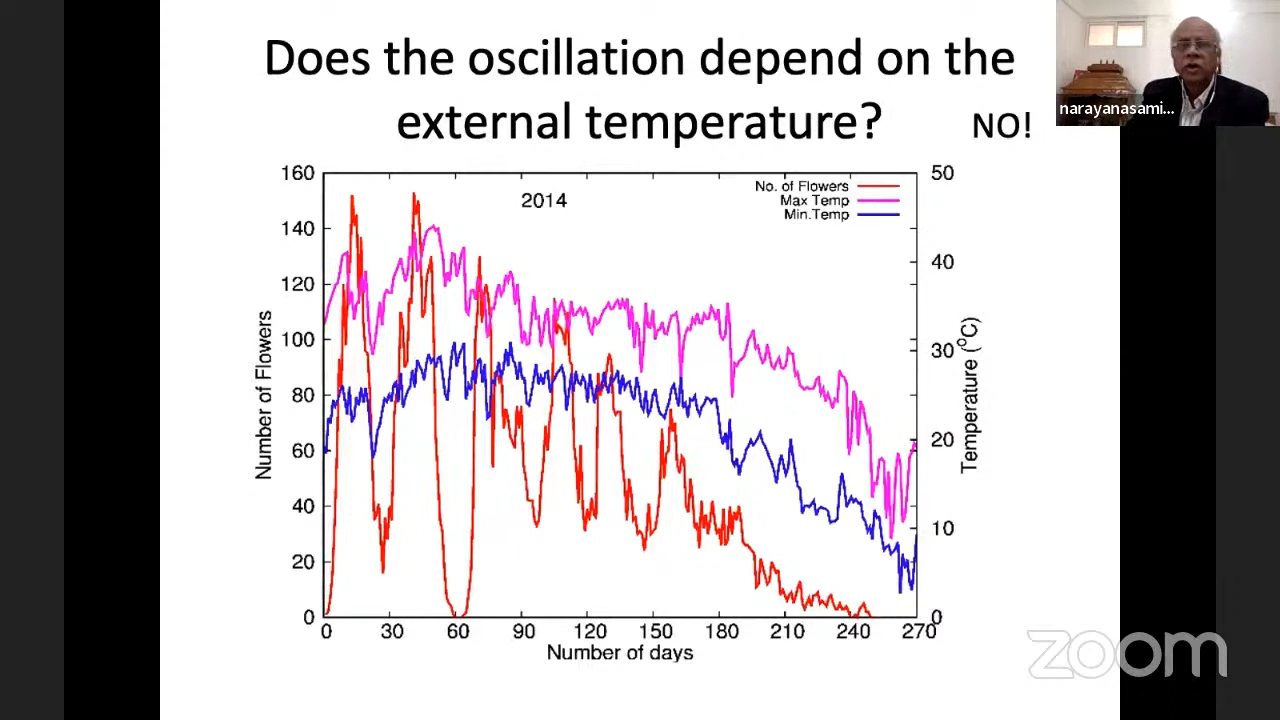 Does the oscillation depend on the
external temperature?
NO!
narayanasami...
160
140
120
100
80
60
40
20
0
Number of Flowers
2014
No. of Flowers
Max Temp
Min.Temp
50
40
30
20
10
0
Temperature (°C)
0 30 60 90 120 150 180 210 240 270
Number of days
zoom